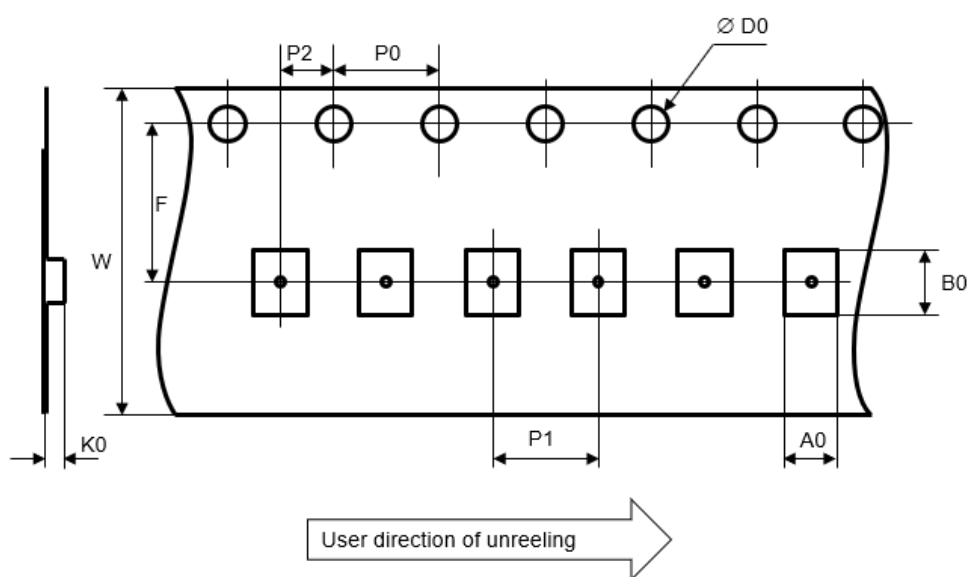 Ø D0
P2
P0
F
W
B0
K0
P1
A0
User direction of unreeling